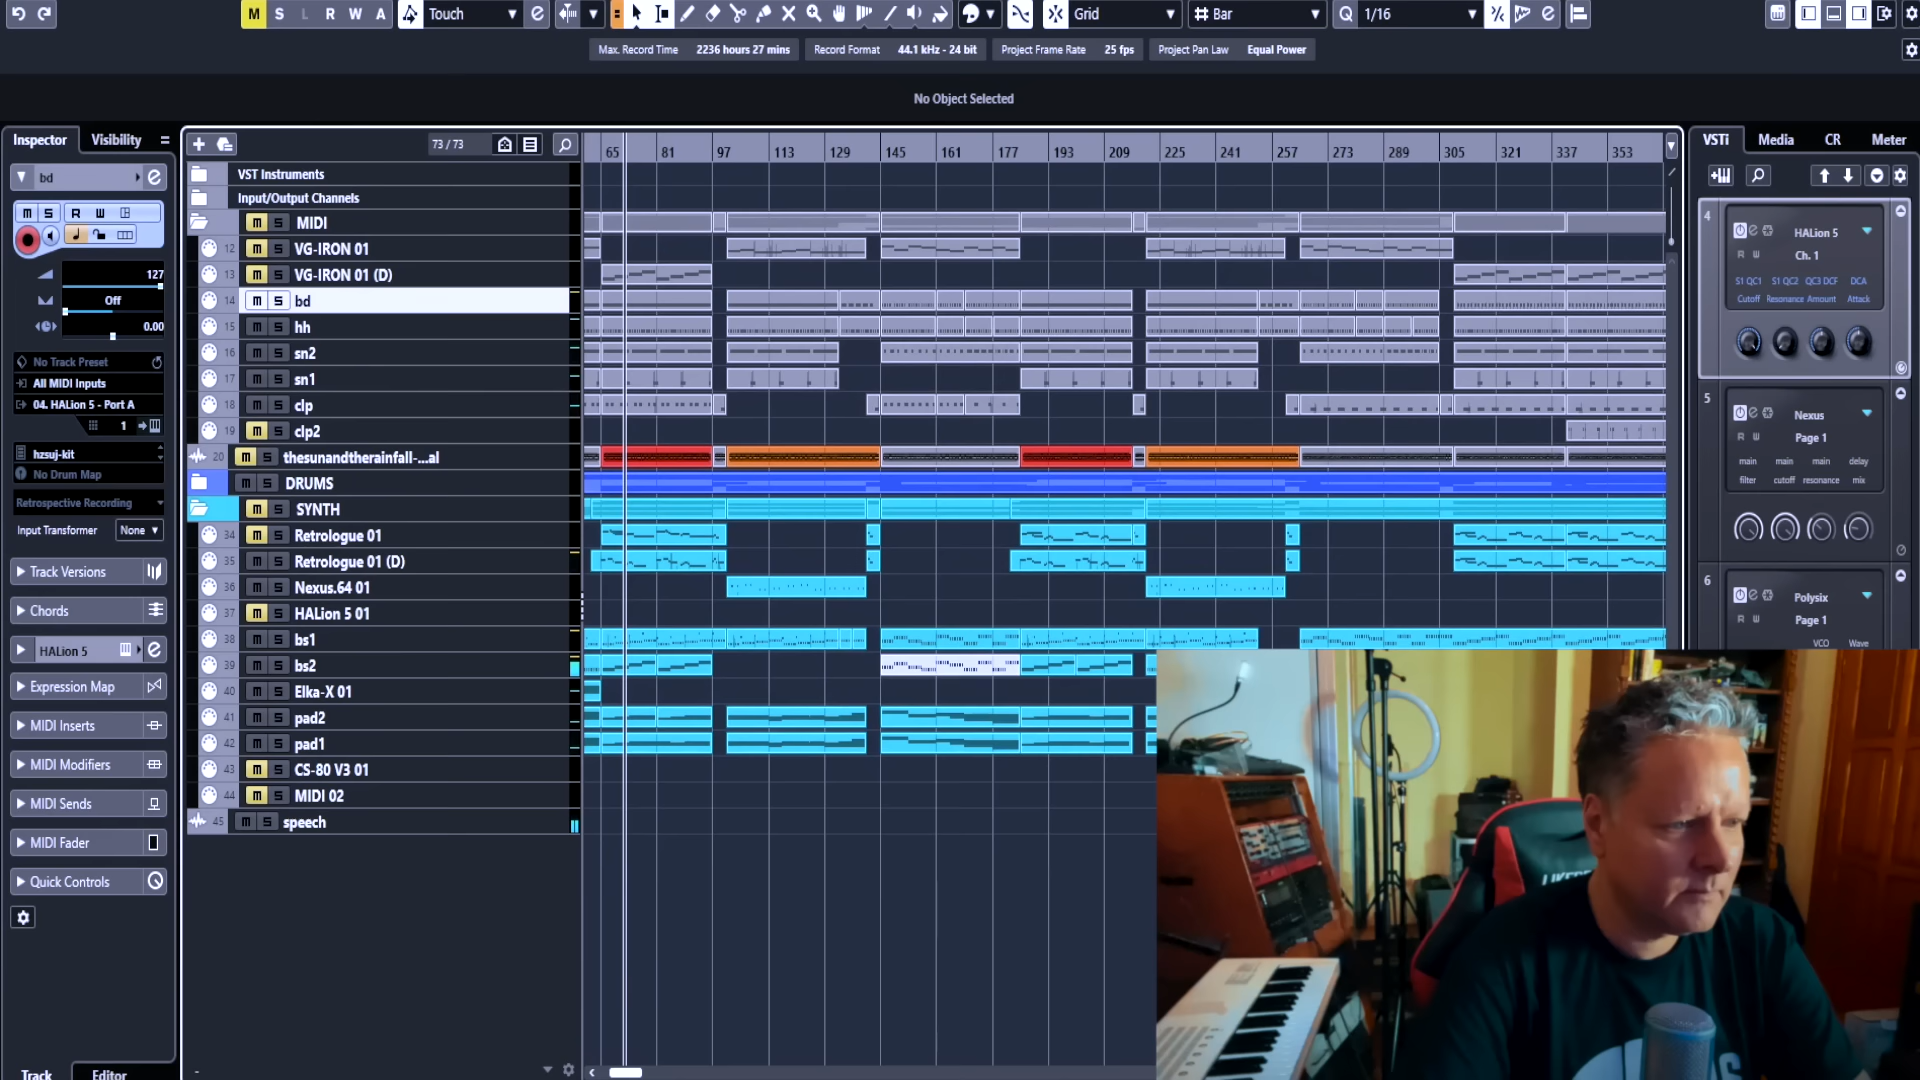 M S L R W A Touch Grid Bar Q 1/16
Max. Record Time 2236 hours 27 mins Record Format 44.1 kHz - 24 bit Project Frame Rate 25 fps Project Pan Law Equal Power
No Object Selected
Inspector Visibility
73 / 73
65 81 97 113 129 145 161 177 193 209 225 241 257 273 289 305 321 337 353
VSTi Media CR Meter
bd
M S R W
127
Off
0.00
No Track Preset
All MIDI Inputs
04. HALion 5 - Port A
1
hzsuj-kit
No Drum Map
Retrospective Recording
Input Transformer None
Track Versions
Chords
HALion 5
Expression Map
MIDI Inserts
MIDI Modifiers
MIDI Sends
MIDI Fader
Quick Controls
Track Editor
VST Instruments
Input/Output Channels
m S MIDI
12 m S VG-IRON 01
13 m S VG-IRON 01 (D)
14 m S bd
15 m S hh
16 m S sn2
17 m S sn1
18 m S clp
19 m S clp2
20 m S thesunandtherainfall-...al
m S DRUMS
m S SYNTH
34 m S Retrologue 01
35 m S Retrologue 01 (D)
36 m S Nexus.64 01
37 m S HALion 5 01
38 m S bs1
39 m S bs2
40 m S Elka-X 01
41 m S pad2
42 m S pad1
43 m S CS-80 V3 01
44 m S MIDI 02
45 m S speech
4 HALion 5
R W Ch. 1
S1 QC1 S1 QC2 QC3 DCF DCA
Cutoff Resonance Amount Attack
5 Nexus
R W Page 1
main main main delay
filter cutoff resonance mix
6 Polysix
R W Page 1
VCO Wave